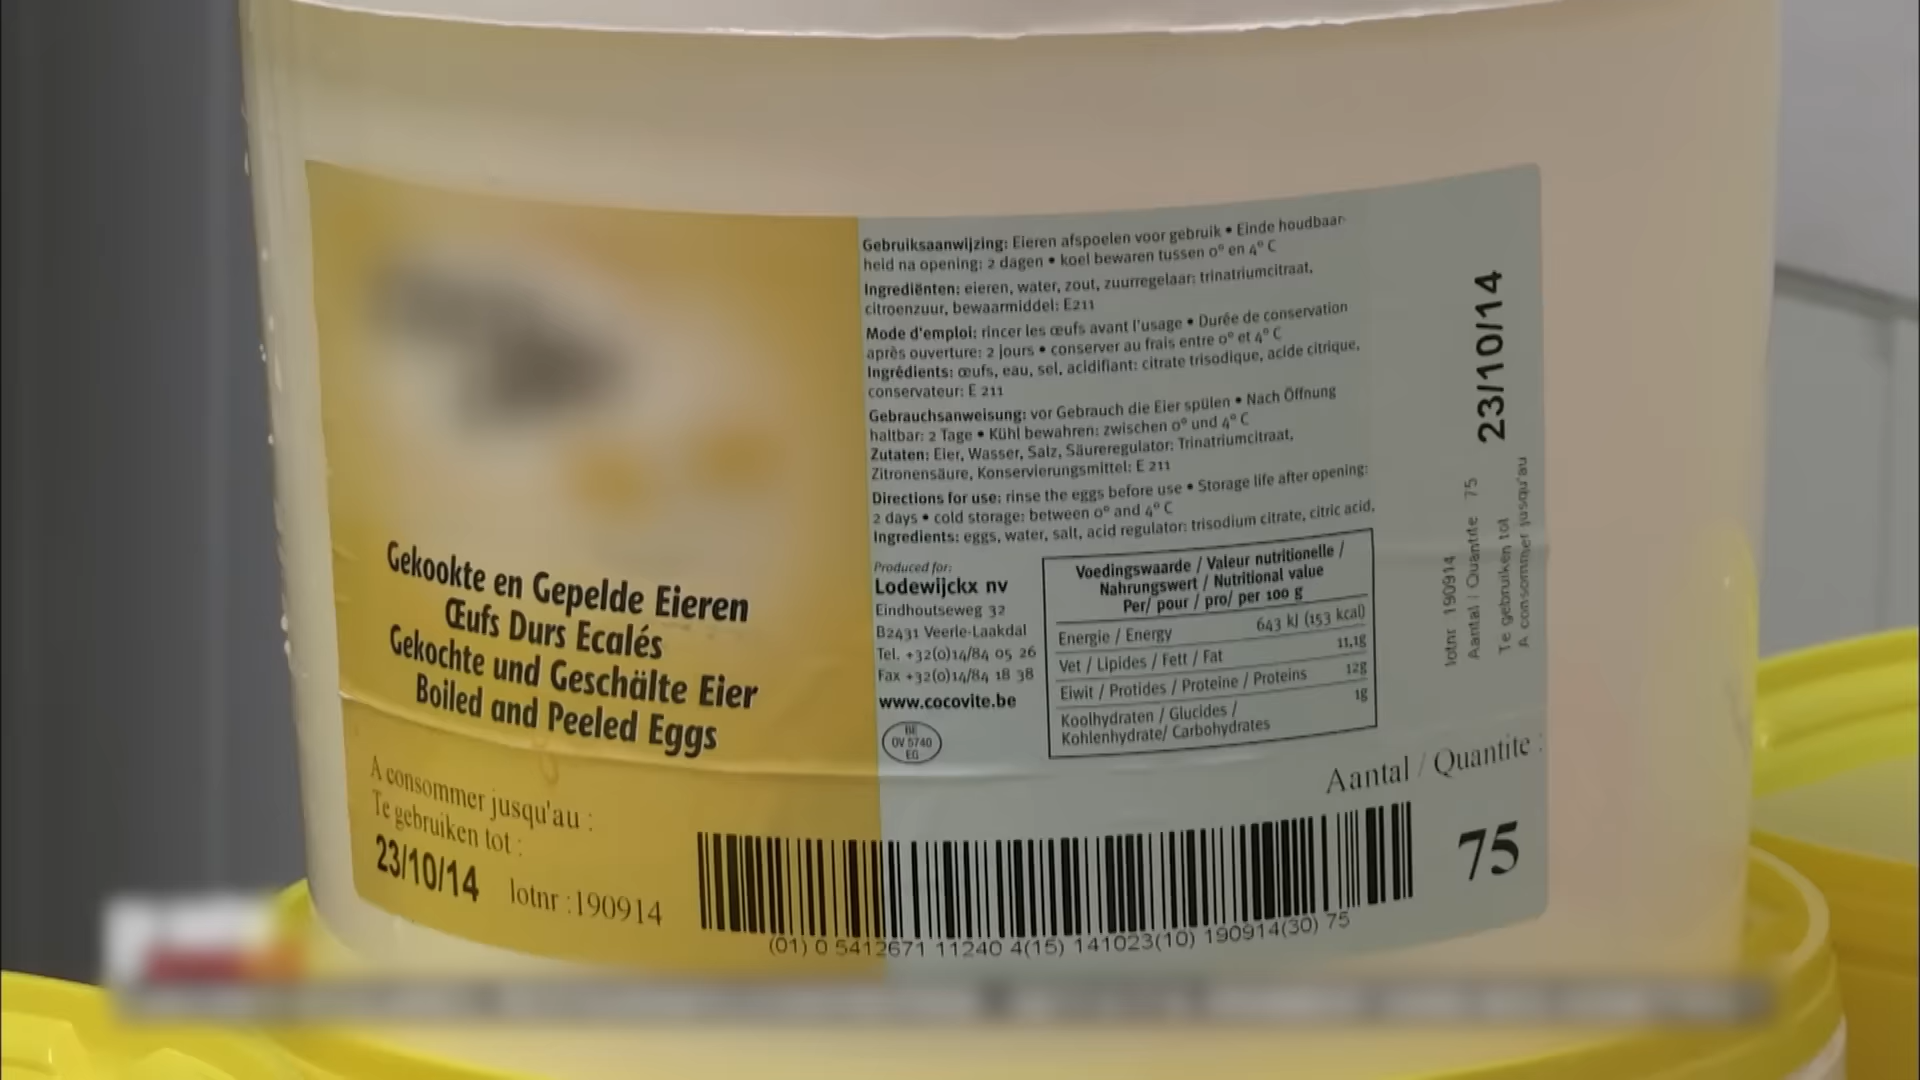 Gebruiksaanwijzing: Eieren afspoelen voor gebruik • Einde houdbaar-
heid na opening: 2 dagen • koel bewaren tussen 0° en 4° C
Ingrediënten: eieren, water, zout, zuurregelaar: trinatriumcitraat,
citroenzuur, bewaarmiddel: E211
Mode d'emploi: rincer les œufs avant l'usage • Durée de conservation
après ouverture: 2 jours • conserver au frais entre 0° et 4° C
Ingrédients: œufs, eau, sel, acidifiant: citrate trisodique, acide citrique,
conservateur: E 211
Gebrauchsanweisung: vor Gebrauch die Eier spülen • Nach Öffnung
haltbar: 2 Tage • Kühl bewahren: zwischen 0° und 4° C
Zutaten: Eier, Wasser, Salz, Säureregulator: Trinatriumcitraat,
Zitronensäure, Konservierungsmittel: E 211
Directions for use: rinse the eggs before use • Storage life after opening:
2 days • cold storage: between 0° and 4° C
Ingredients: eggs, water, salt, acid regulator: trisodium citrate, citric acid,
Produced for:
Lodewijckx nv
Eindhoutseweg 32
B2431 Veerle-Laakdal
Tel. +32(0)14/84 05 26
Fax +32(0)14/84 18 38
www.cocovite.be
BE
OV 5740
EG
Voedingswaarde / Valeur nutritionelle /
Nahrungswert / Nutritional value
Per/ pour / pro/ per 100 g
Energie / Energy 643 kJ (153 kcal)
Vet / Lipides / Fett / Fat 11,1g
Eiwit / Protides / Proteine / Proteins 12g
Koolhydraten / Glucides / 1g
Kohlenhydrate/ Carbohydrates
lotnr 190914
Aantal / Quantite 75
Te gebruiken tot
A consommer jusqu'au
23/10/14
Gekookte en Gepelde Eieren
Œufs Durs Ecalés
Gekochte und Geschälte Eier
Boiled and Peeled Eggs
A consommer jusqu'au :
Te gebruiken tot :
23/10/14 lotnr :190914
Aantal / Quantite :
75
(01) 0 5412671 11240 4(15) 141023(10) 190914(30) 75